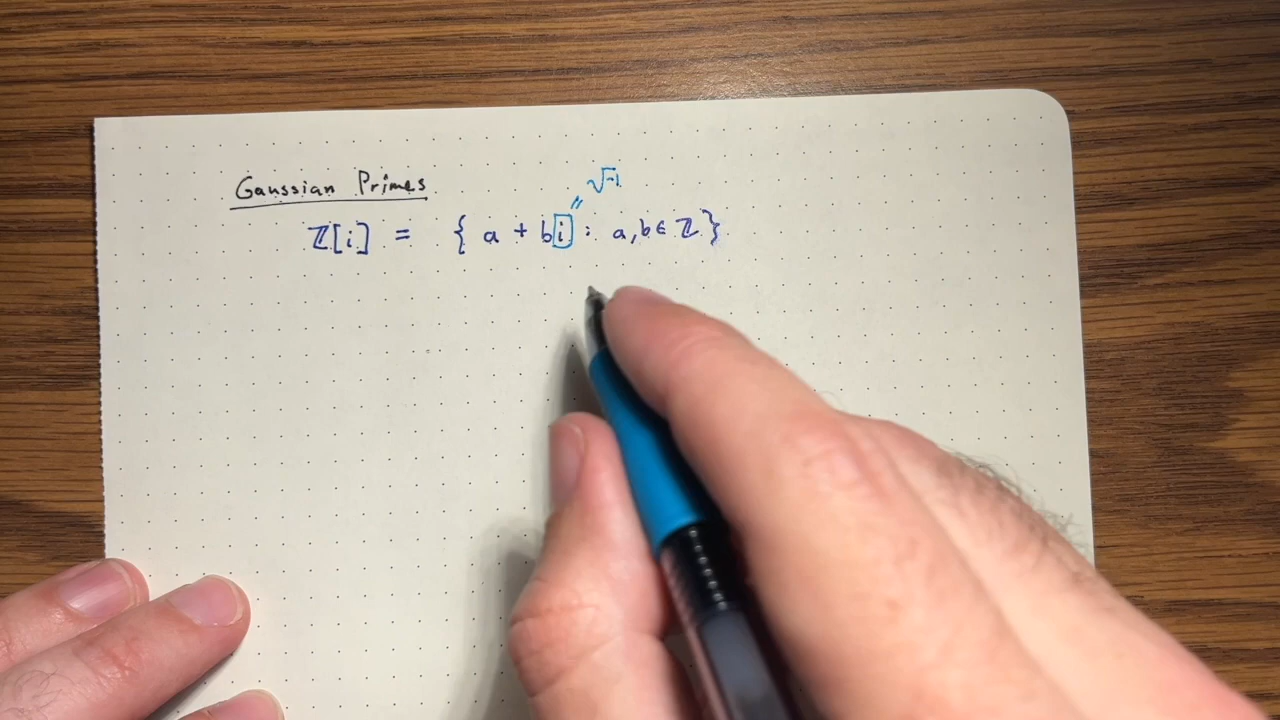 Gaussian Primes
√-1
"
ℤ[i] = { a + bi : a,b ∈ ℤ}